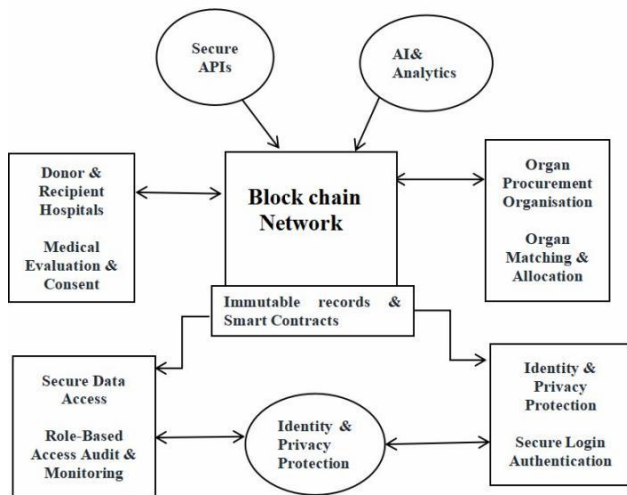 Secure
APIs
AI&
Analytics
Donor &
Recipient
Hospitals
Medical
Evaluation &
Consent
Block chain
Network
Organ
Procurement
Organisation
Organ
Matching &
Allocation
Immutable records &
Smart Contracts
Secure Data
Access
Role-Based
Access Audit &
Monitoring
Identity &
Privacy
Protection
Identity &
Privacy
Protection
Secure Login
Authentication